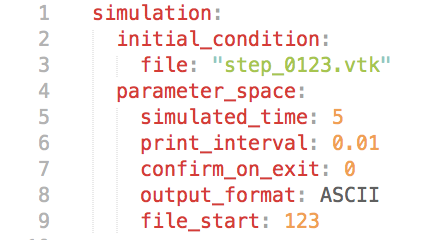 1 simulation:
2   initial_condition:
3     file: "step_0123.vtk"
4   parameter_space:
5     simulated_time: 5
6     print_interval: 0.01
7     confirm_on_exit: 0
8     output_format: ASCII
9     file_start: 123